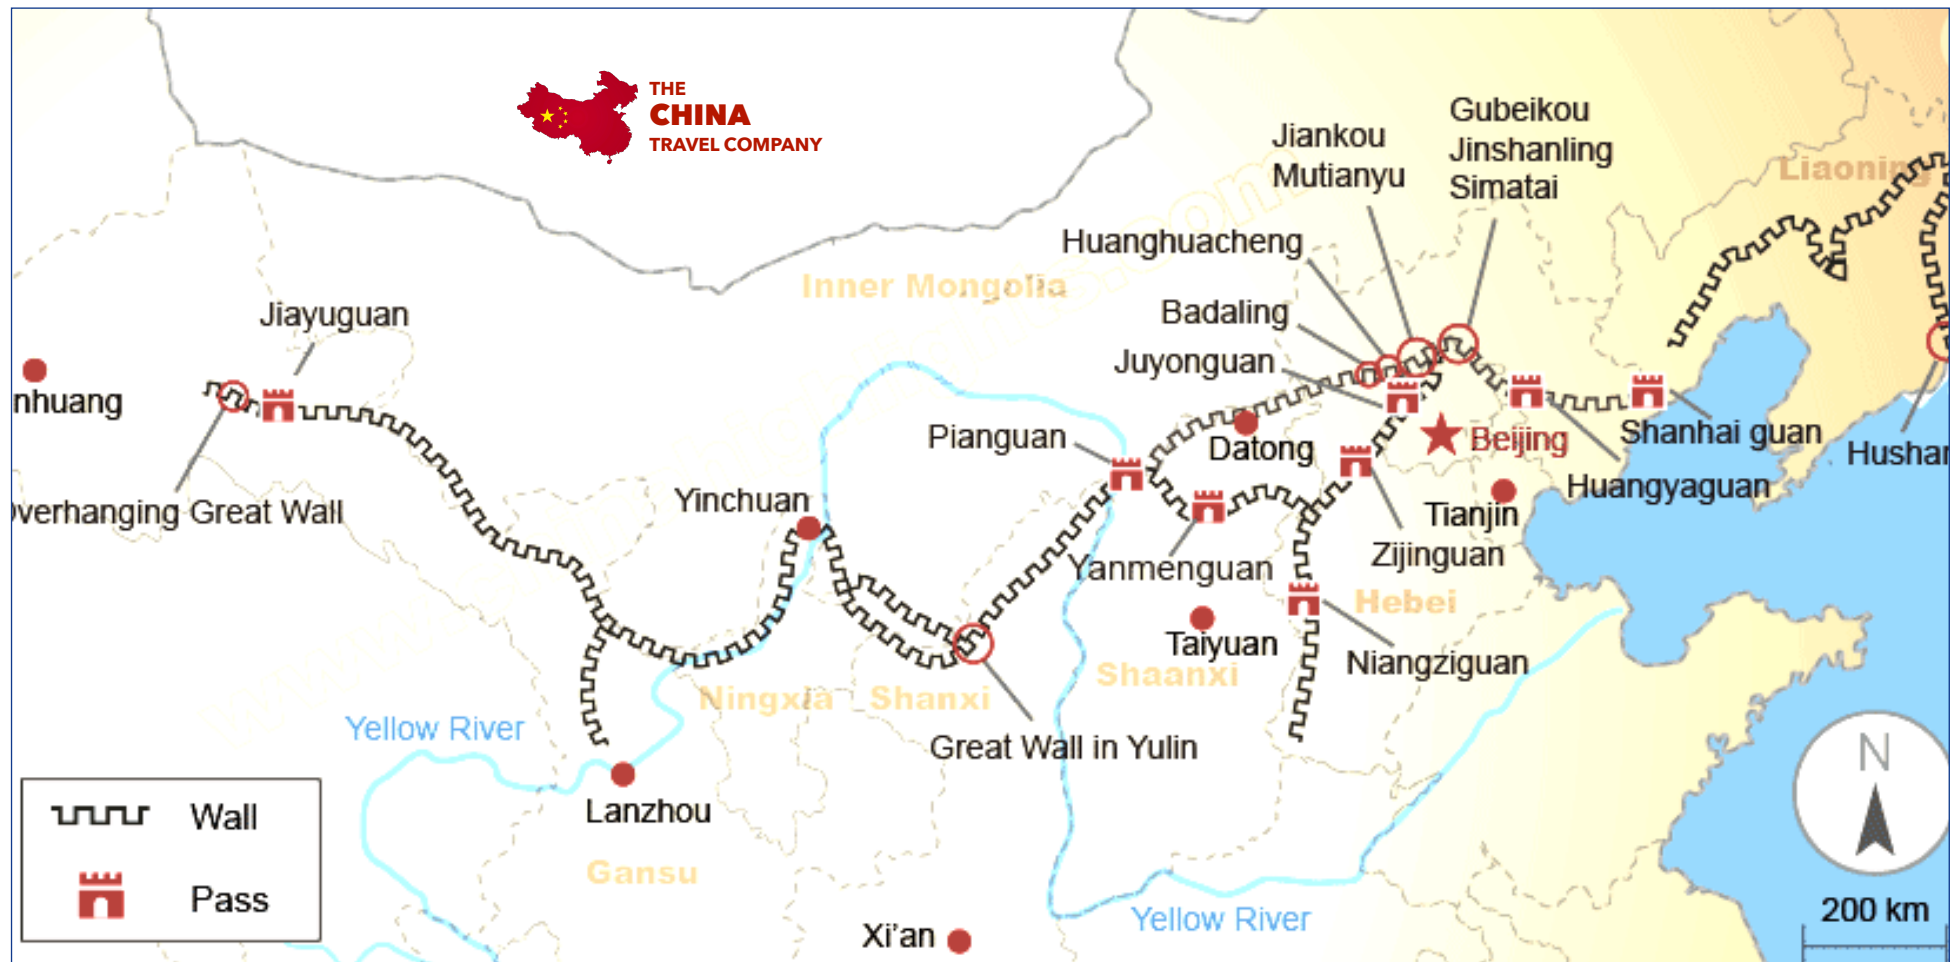 THE
CHINA
TRAVEL COMPANY
Gubeikou
Jinshanling
Simatai
Jiankou
Mutianyu
Liaoning
Huanghuacheng
Inner Mongolia
Badaling
Jiayuguan
Juyonguan
nhuang
Pianguan
Datong
Beijing
Shanhai guan
Hushan
Huangyaguan
Yinchuan
verhanging Great Wall
Tianjin
Zijinguan
Yanmenguan
Hebei
Taiyuan
Niangziguan
Shaanxi
Ningxia
Shanxi
Yellow River
Great Wall in Yulin
N
Wall
Lanzhou
Gansu
Pass
200 km
Yellow River
Xi'an